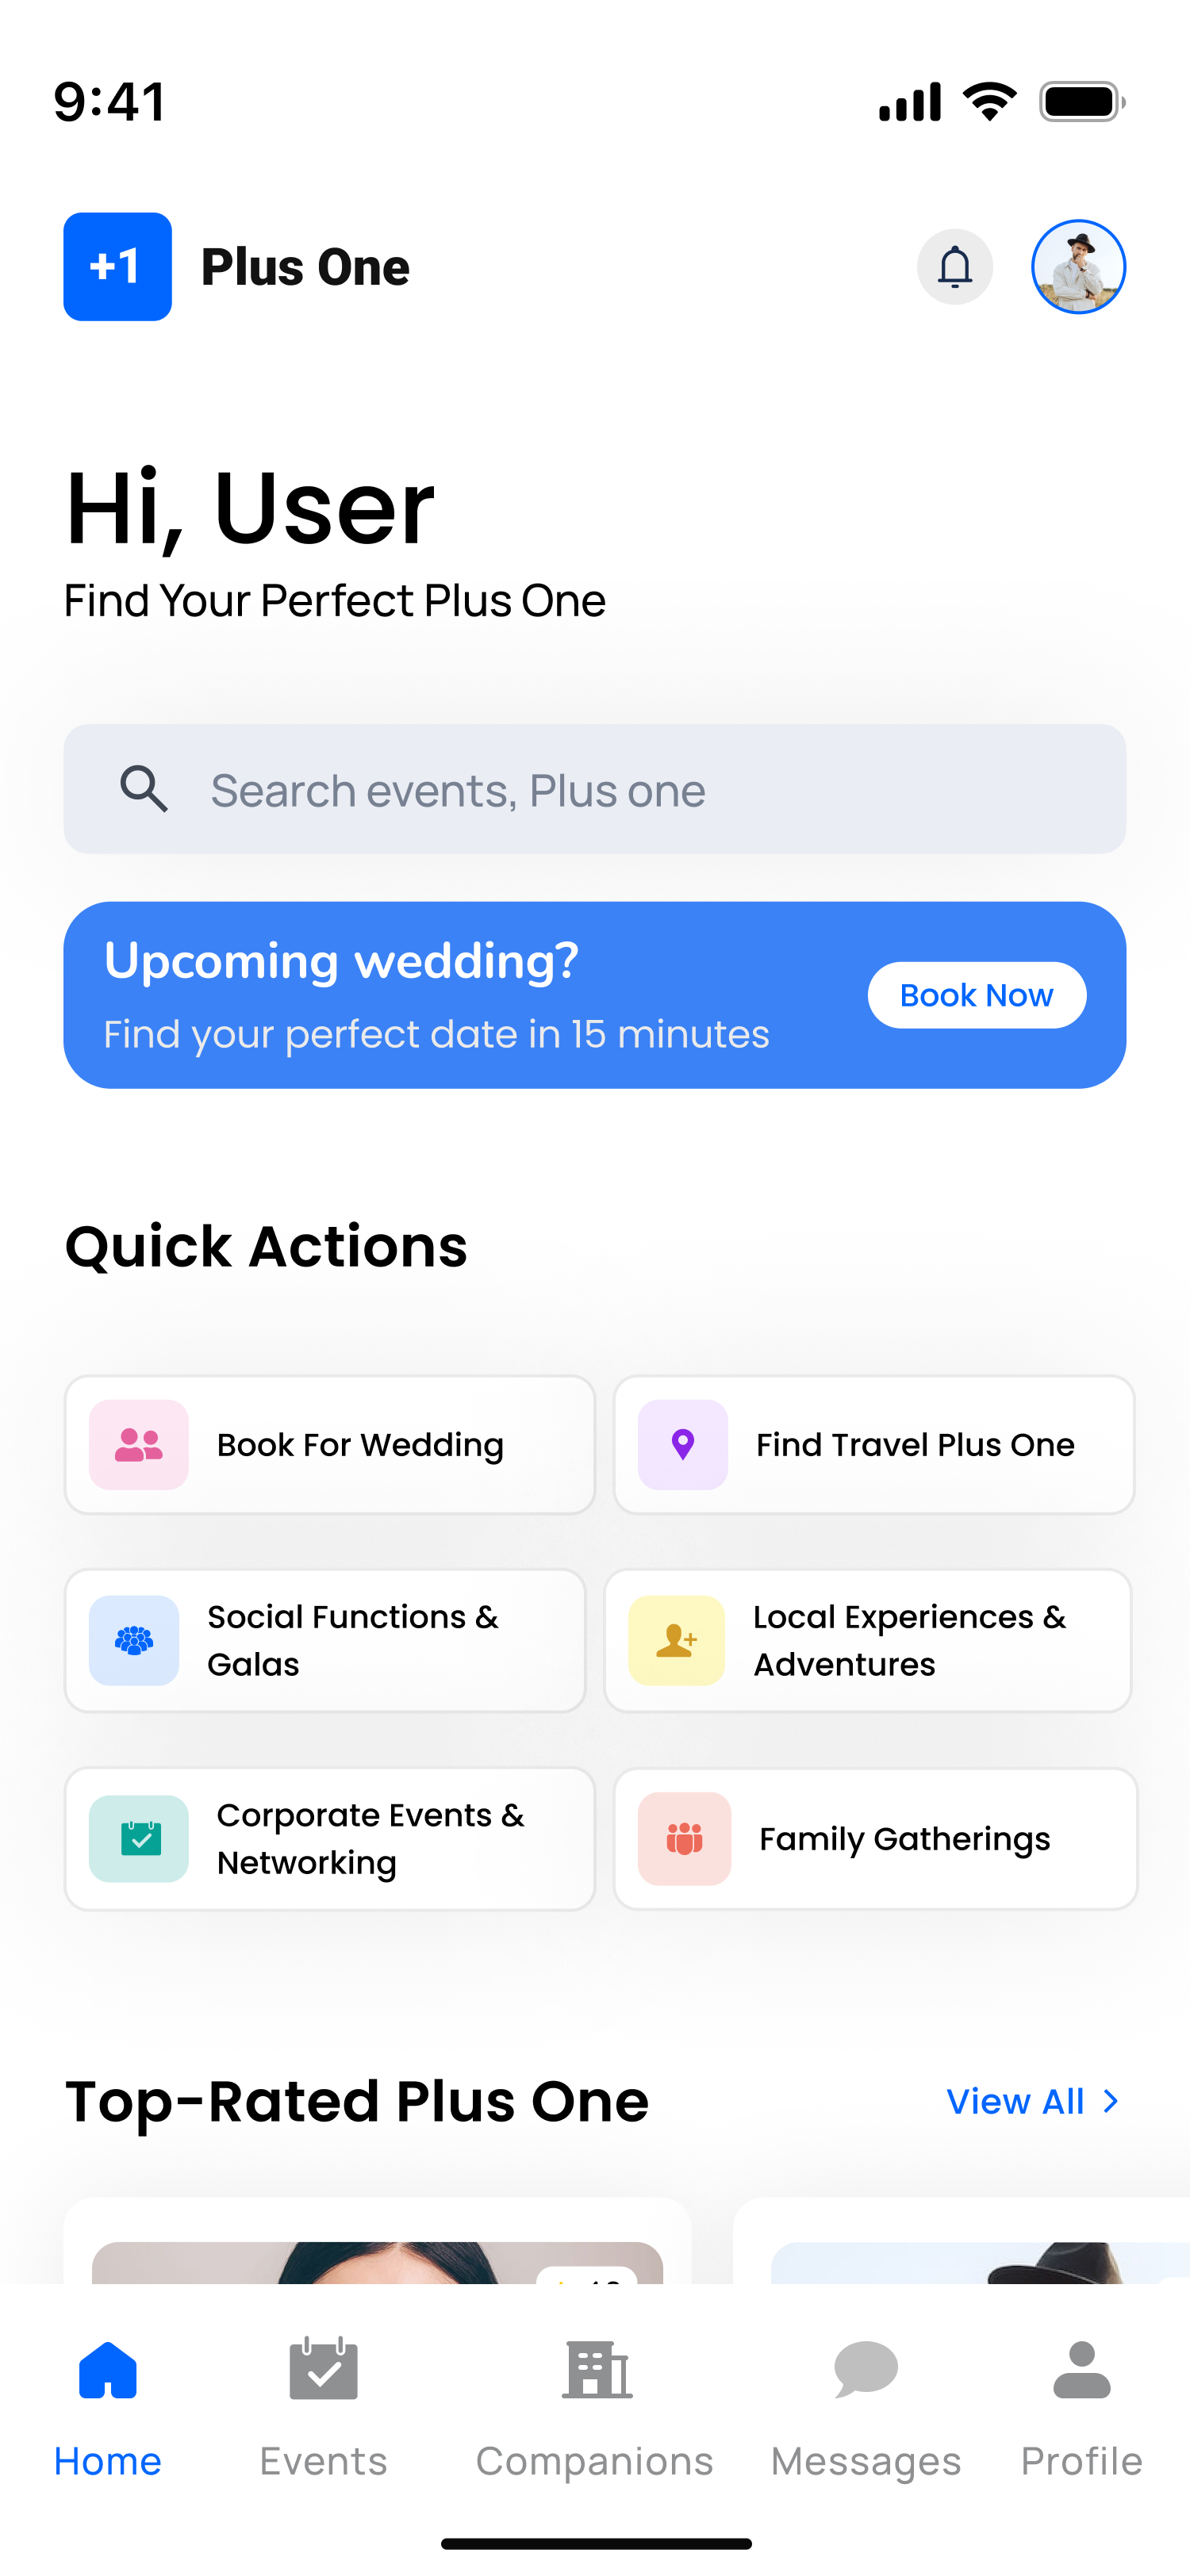 9:41
+1
Plus One
Hi, User
Find Your Perfect Plus One
Search events, Plus one
Upcoming wedding?
Find your perfect date in 15 minutes
Book Now
Quick Actions
Book For Wedding
Find Travel Plus One
Social Functions &
Galas
Local Experiences &
Adventures
Corporate Events &
Networking
Family Gatherings
Top-Rated Plus One
View All
Home
Events
Companions
Messages
Profile